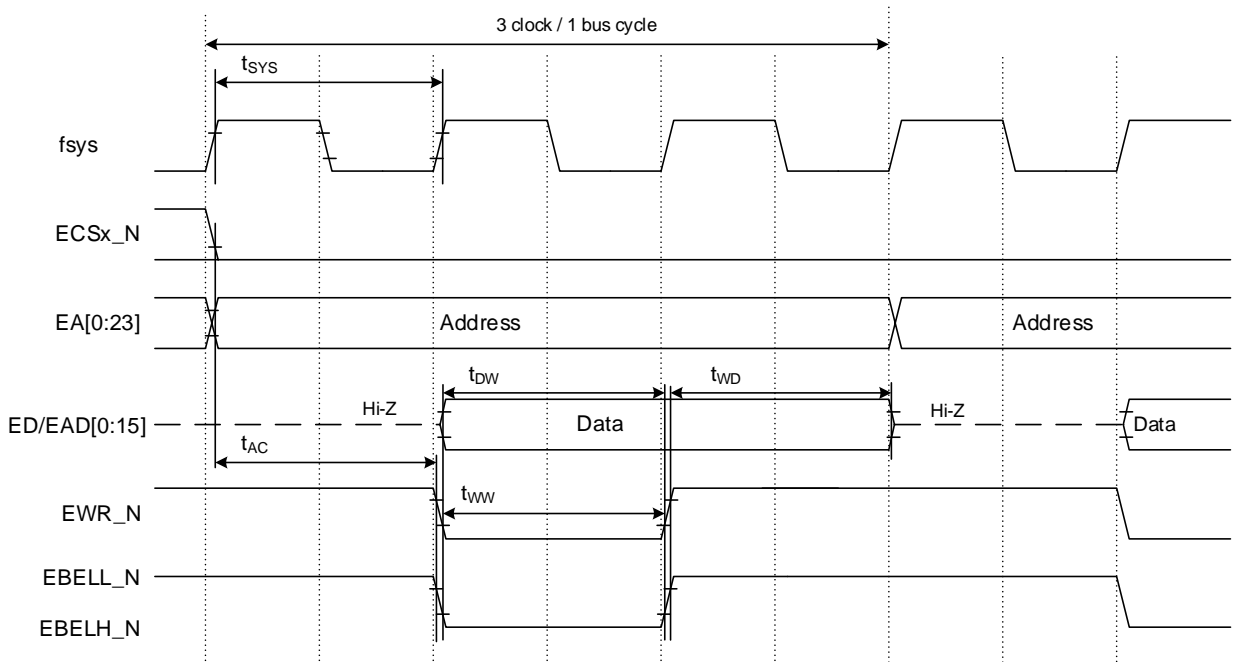 3 clock / 1 bus cycle
tSYS
fsys
ECSx_N
EA[0:23]
Address
Address
tDW
tWD
Hi-Z
Hi-Z
ED/EAD[0:15]
Data
Data
tAC
tWW
EWR_N
EBELL_N
EBELH_N